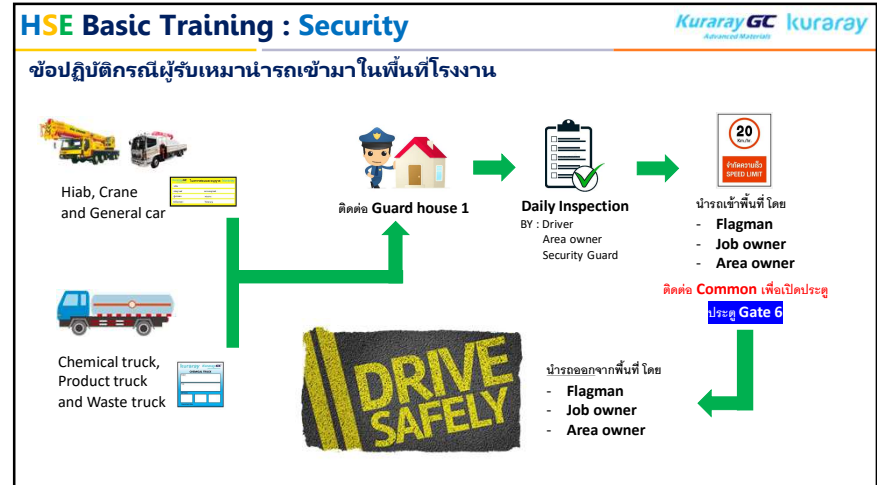 HSE Basic Training : Security
Kuraray GC kuraray
Advanced Materials
ข้อปฏิบัติกรณีผู้รับเหมานำรถเข้ามาในพื้นที่โรงงาน
Hiab, Crane
and General car
ติดต่อ Guard house 1
Daily Inspection
BY : Driver
Area owner
Security Guard
20
Km./Hr.
จำกัดความเร็ว
SPEED LIMIT
นำรถเข้าพื้นที่ โดย
- Flagman
- Job owner
- Area owner
ติดต่อ Common เพื่อเปิดประตู
ประตู Gate 6
Chemical truck,
Product truck
and Waste truck
kuraray
CHEMICAL TRUCK
DRIVE
SAFELY
นำรถออกจากพื้นที่ โดย
- Flagman
- Job owner
- Area owner